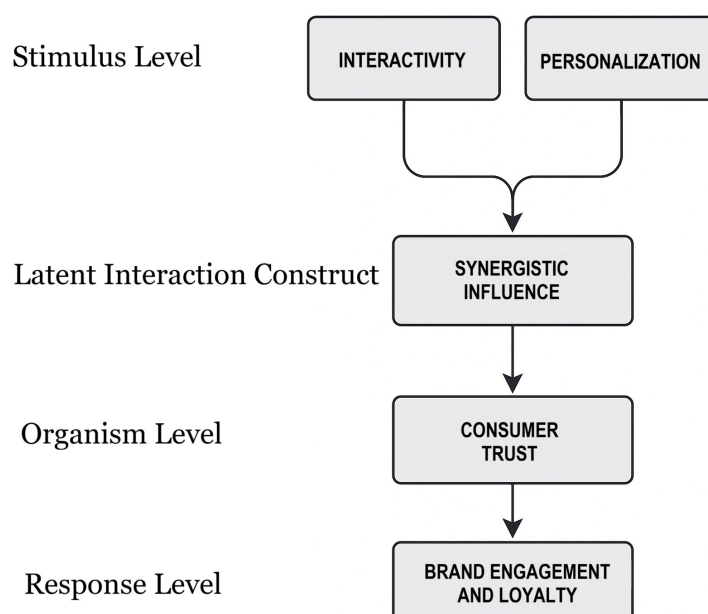 Stimulus Level
INTERACTIVITY
PERSONALIZATION
Latent Interaction Construct
SYNERGISTIC
INFLUENCE
Organism Level
CONSUMER
TRUST
Response Level
BRAND ENGAGEMENT
AND LOYALTY